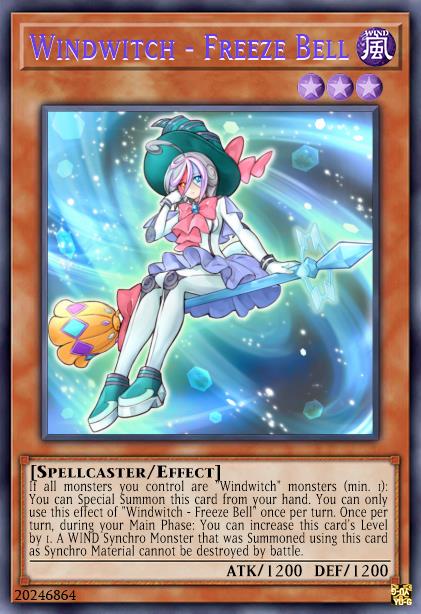 Windwitch - Freeze Bell
WIND
風
[Spellcaster/Effect]
If all monsters you control are "Windwitch" monsters (min. 1):
You can Special Summon this card from your hand. You can only
use this effect of "Windwitch - Freeze Bell" once per turn. Once per
turn, during your Main Phase: You can increase this card's Level
by 1. A WIND Synchro Monster that was Summoned using this card
as Synchro Material cannot be destroyed by battle.
ATK/1200 DEF/1200
20246864